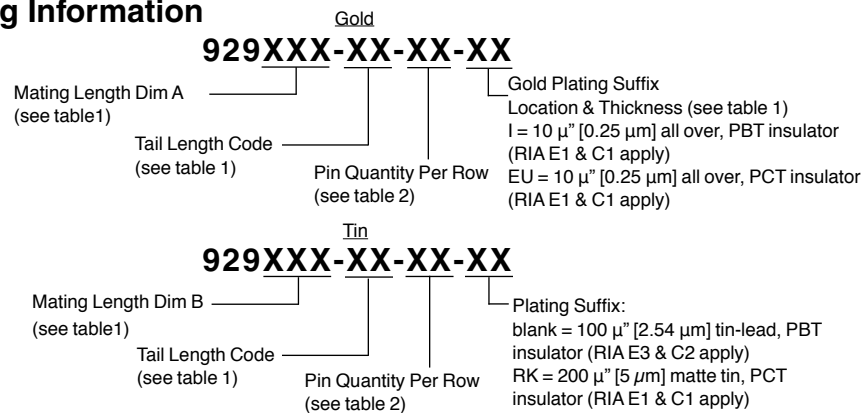 g Information
Gold
929XXX-XX-XX-XX
Mating Length Dim A
(see table1)
Tail Length Code
(see table 1)
Pin Quantity Per Row
(see table 2)
Gold Plating Suffix
Location & Thickness (see table 1)
I = 10 µ” [0.25 µm] all over, PBT insulator
(RIA E1 & C1 apply)
EU = 10 µ” [0.25 µm] all over, PCT insulator
(RIA E1 & C1 apply)
Tin
929XXX-XX-XX-XX
Mating Length Dim B
(see table1)
Tail Length Code
(see table 1)
Pin Quantity Per Row
(see table 2)
Plating Suffix:
blank = 100 µ” [2.54 µm] tin-lead, PBT
insulator (RIA E3 & C2 apply)
RK = 200 µ” [5 µm] matte tin, PCT
insulator (RIA E1 & C1 apply)